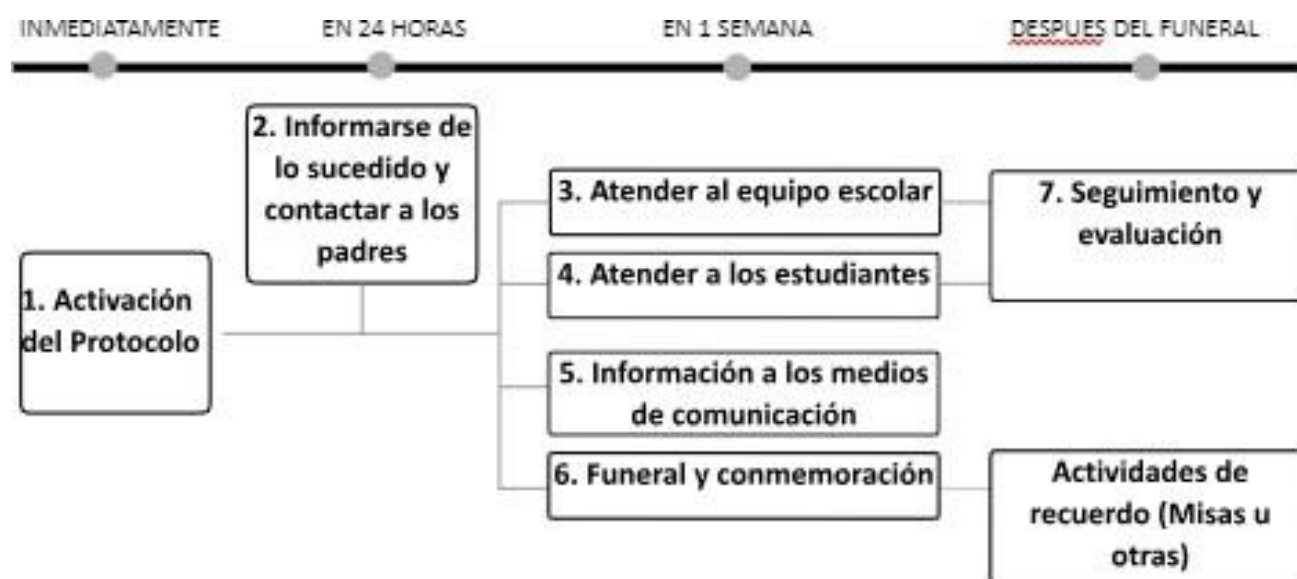 INMEDIATAMENTE
EN 24 HORAS
EN 1 SEMANA
DESPUES DEL FUNERAL
1. Activación
del Protocolo
2. Informarse de
lo sucedido y
contactar a los
padres
3. Atender al equipo escolar
4. Atender a los estudiantes
5. Información a los medios
de comunicación
6. Funeral y conmemoración
7. Seguimiento y
evaluación
Actividades de
recuerdo (Misas u
otras)